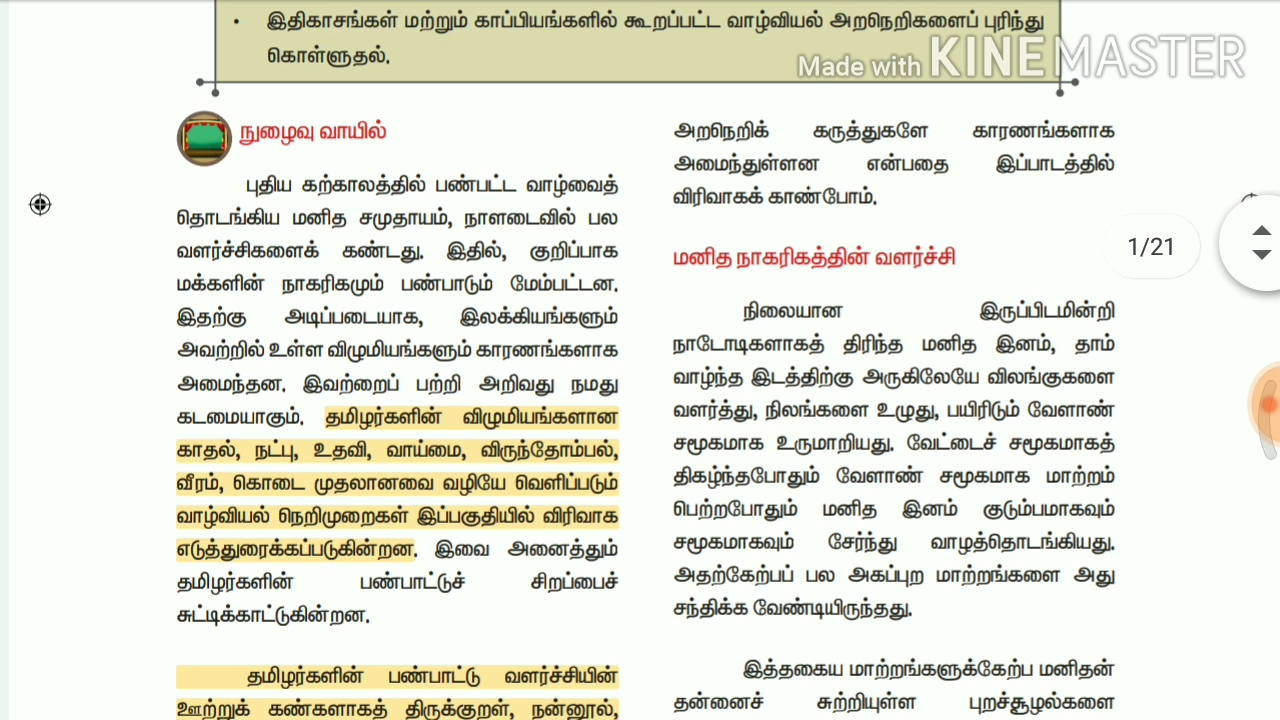 • இதிகாசங்கள் மற்றும் காப்பியங்களில் கூறப்பட்ட வாழ்வியல் அறநெறிகளைப் புரிந்து
கொள்ளுதல்.
Made with KINEMASTER
நுழைவு வாயில்
புதிய கற்காலத்தில் பண்பட்ட வாழ்வைத்
தொடங்கிய மனித சமுதாயம், நாளடைவில் பல
வளர்ச்சிகளைக் கண்டது. இதில், குறிப்பாக
மக்களின் நாகரிகமும் பண்பாடும் மேம்பட்டன.
இதற்கு அடிப்படையாக, இலக்கியங்களும்
அவற்றில் உள்ள விழுமியங்களும் காரணங்களாக
அமைந்தன. இவற்றைப் பற்றி அறிவது நமது
கடமையாகும். தமிழர்களின் விழுமியங்களான
காதல், நட்பு, உதவி, வாய்மை, விருந்தோம்பல்,
வீரம், கொடை முதலானவை வழியே வெளிப்படும்
வாழ்வியல் நெறிமுறைகள் இப்பகுதியில் விரிவாக
எடுத்துரைக்கப்படுகின்றன. இவை அனைத்தும்
தமிழர்களின் பண்பாட்டுச் சிறப்பைச்
சுட்டிக்காட்டுகின்றன.
தமிழர்களின் பண்பாட்டு வளர்ச்சியின்
ஊற்றுக் கண்களாகத் திருக்குறள், நன்னூல்,
அறநெறிக் கருத்துகளே காரணங்களாக
அமைந்துள்ளன என்பதை இப்பாடத்தில்
விரிவாகக் காண்போம்.
மனித நாகரிகத்தின் வளர்ச்சி
நிலையான இருப்பிடமின்றி
நாடோடிகளாகத் திரிந்த மனித இனம், தாம்
வாழ்ந்த இடத்திற்கு அருகிலேயே விலங்குகளை
வளர்த்து, நிலங்களை உழுது, பயிரிடும் வேளாண்
சமூகமாக உருமாறியது. வேட்டைச் சமூகமாகத்
திகழ்ந்தபோதும் வேளாண் சமூகமாக மாற்றம்
பெற்றபோதும் மனித இனம் குடும்பமாகவும்
சமூகமாகவும் சேர்ந்து வாழத்தொடங்கியது.
அதற்கேற்பப் பல அகப்புற மாற்றங்களை அது
சந்திக்க வேண்டியிருந்தது.
இத்தகைய மாற்றங்களுக்கேற்ப மனிதன்
தன்னைச் சுற்றியுள்ள புறச்சூழல்களை
1/21